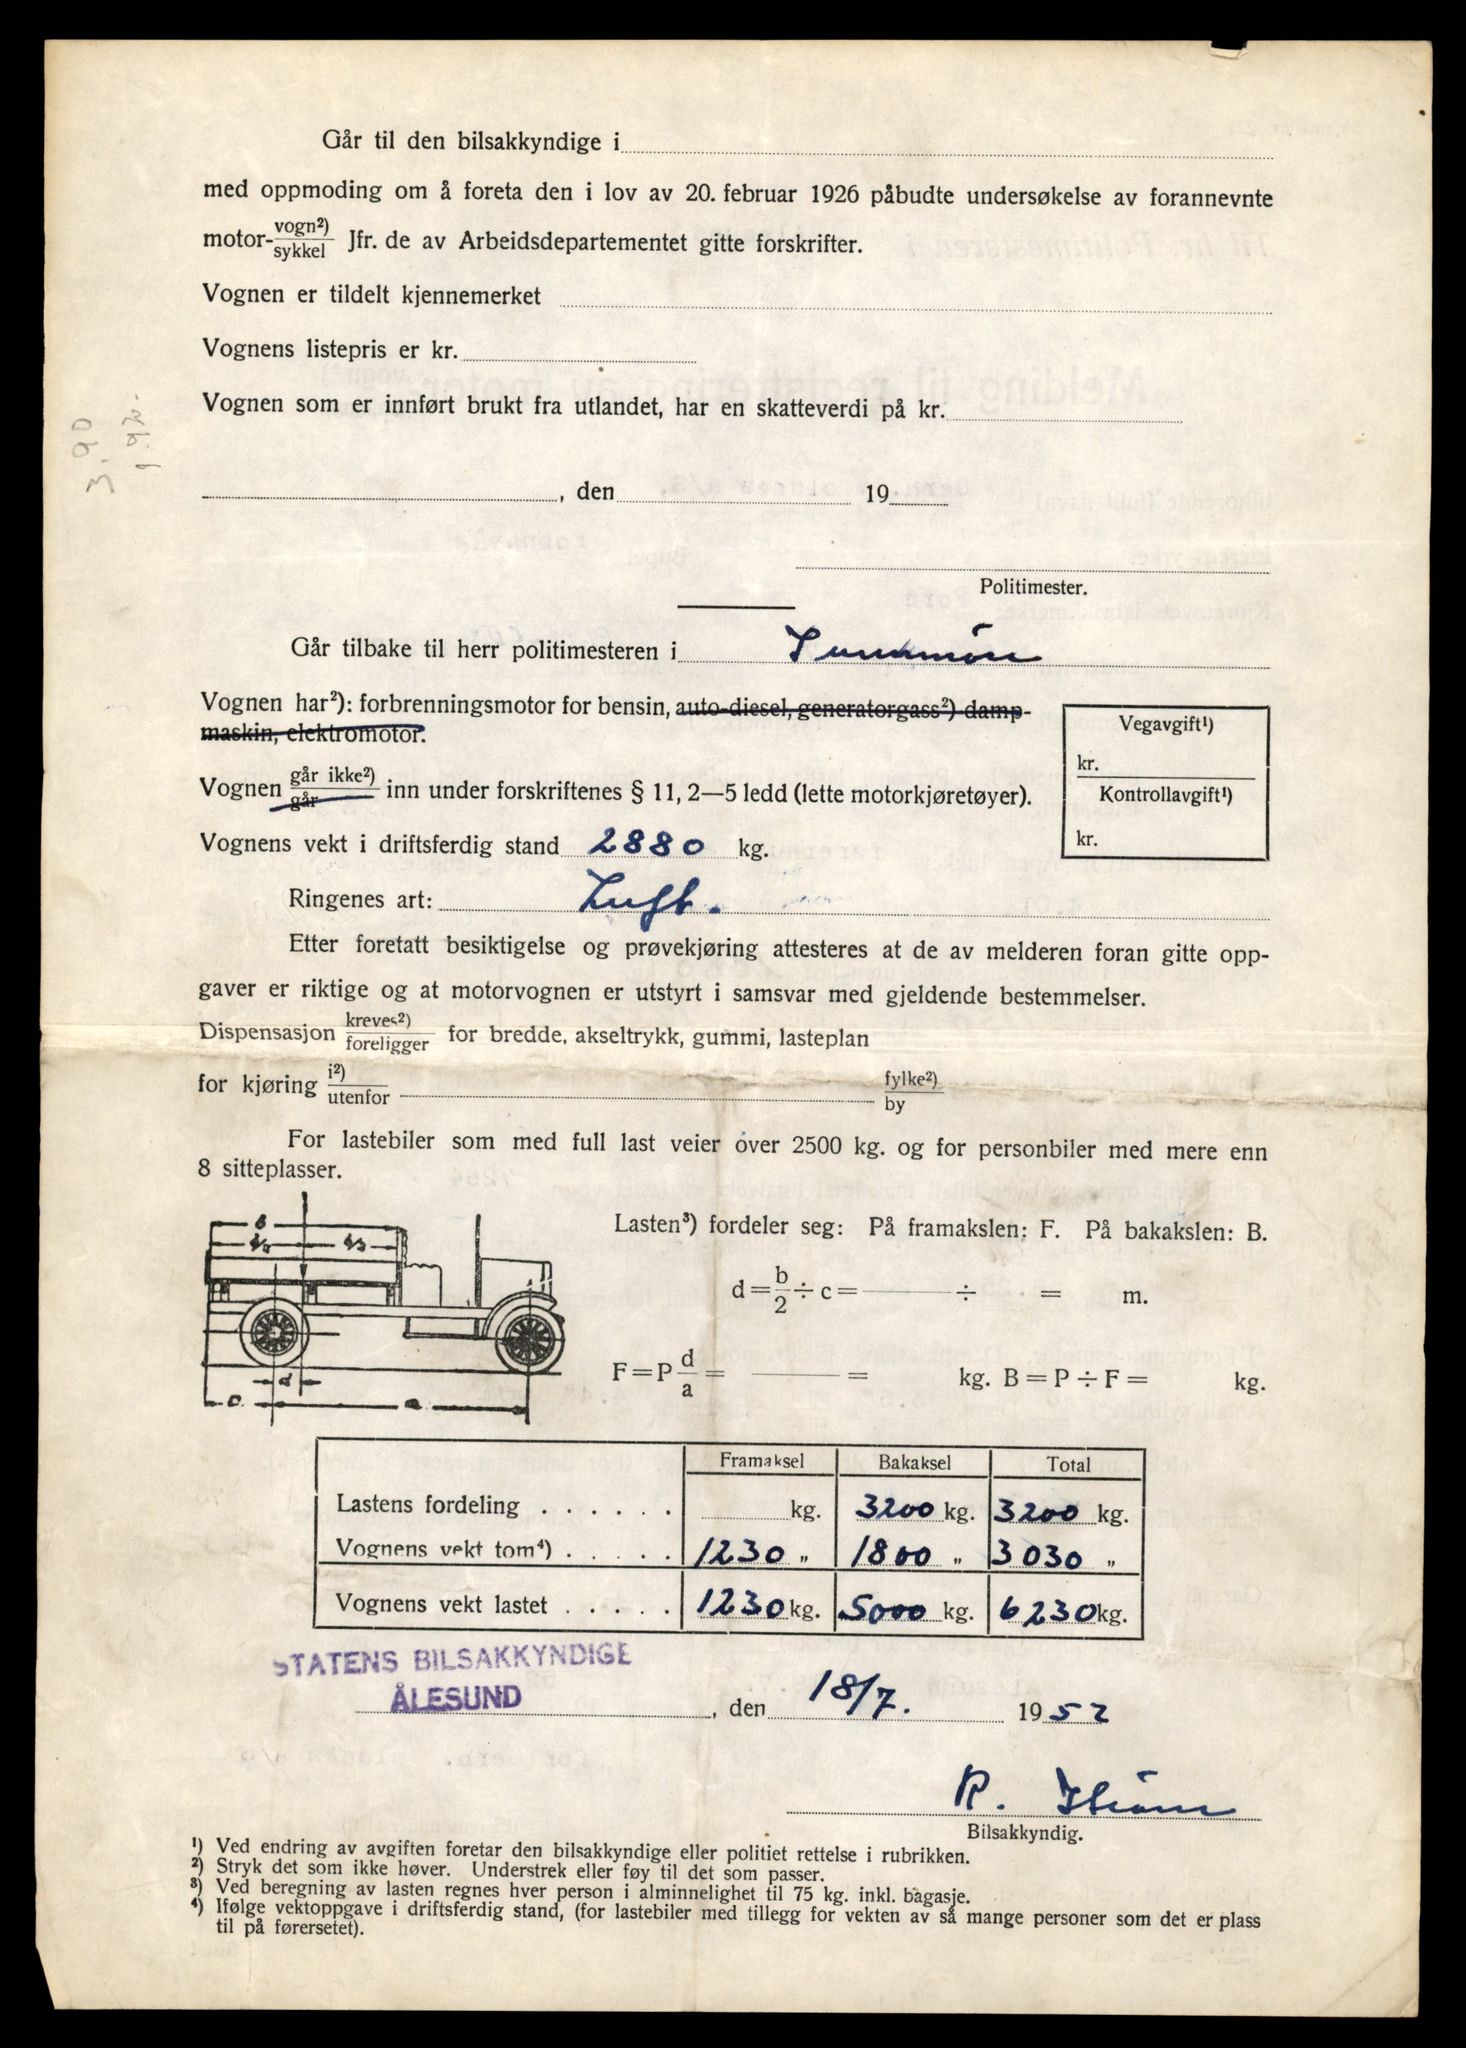 Går til den bilsakkyndige i
med oppmoding om å foreta den i lov av 20. februar 1926 påbudte undersøkelse av forannevnte
motor- vogn²) / sykkel Jfr. de av Arbeidsdepartementet gitte forskrifter.
Vognen er tildelt kjennemerket
Vognens listepris er kr.
Vognen som er innført brukt fra utlandet, har en skatteverdi på kr.
3.90
1.920.-
, den 19
Politimester.
Går tilbake til herr politimesteren i Sunnmøre
Vognen har²): forbrenningsmotor for bensin, auto-diesel, generatorgass²) damp-
maskin, elektromotor.
Vegavgift¹)
kr.
Kontrollavgift¹)
kr.
Vognen går ikke²) / går inn under forskriftenes § 11, 2—5 ledd (lette motorkjøretøyer).
Vognens vekt i driftsferdig stand 2880 kg.
Ringenes art: Luft.
Etter foretatt besiktigelse og prøvekjøring attesteres at de av melderen foran gitte opp-
gaver er riktige og at motorvognen er utstyrt i samsvar med gjeldende bestemmelser.
Dispensasjon kreves²) / foreligger for bredde, akseltrykk, gummi, lasteplan
for kjøring i²) / utenfor fylke²) / by
For lastebiler som med full last veier over 2500 kg. og for personbiler med mere enn
8 sitteplasser.
b
b/2 b/2
d
c a
Lasten³) fordeler seg: På framakslen: F. På bakakslen: B.
d = b/2 ÷ c = ÷ = m.
F = P d/a = = kg. B = P ÷ F = kg.
Framaksel Bakaksel Total
Lastens fordeling . . . . . . kg. 3200 kg. 3200 kg.
Vognens vekt tom⁴) . . . . . 1230 „ 1800 „ 3030 „
Vognens vekt lastet . . . . . 1230 kg. 5000 kg. 6230 kg.
STATENS BILSAKKYNDIGE
ÅLESUND , den 18/7. 1952
R.
Bilsakkyndig.
¹) Ved endring av avgiften foretar den bilsakkyndige eller politiet rettelse i rubrikken.
²) Stryk det som ikke høver. Understrek eller føy til det som passer.
³) Ved beregning av lasten regnes hver person i alminnelighet til 75 kg. inkl. bagasje.
⁴) Ifølge vektoppgave i driftsferdig stand, (for lastebiler med tillegg for vekten av så mange personer som det er plass
til på førersetet).